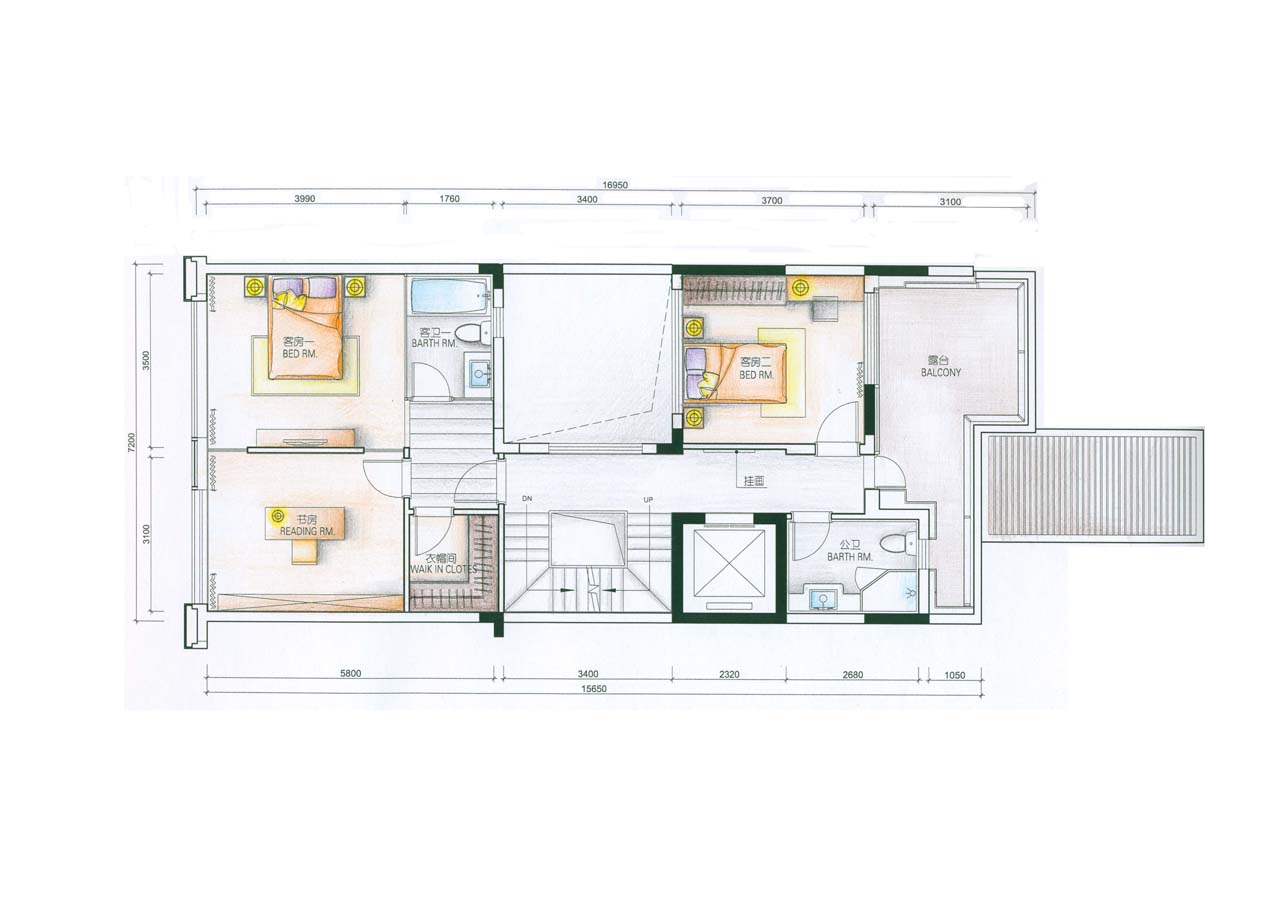 16950
3990
1760
3400
3700
3100
7200
3500
3100
客房一
BED RM.
客卫一
BARTH RM.
客房二
BED RM.
露台
BALCONY
书房
READING RM.
衣帽间
WAIK IN CLOTES
DN
UP
挂画
公卫
BARTH RM.
5800
3400
2320
2680
1050
15650